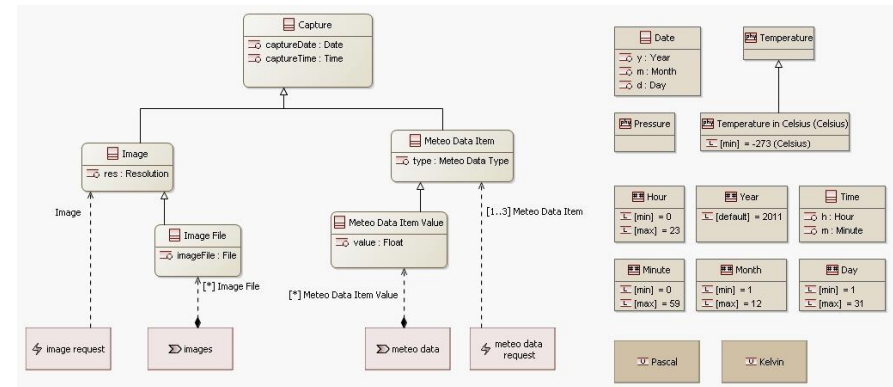 Capture
captureDate : Date
captureTime : Time
Image
res : Resolution
Meteo Data Item
type : Meteo Data Type
Image
Image File
imageFile : File
Meteo Data Item Value
value : Float
[1..3] Meteo Data Item
[*] Image File
[*] Meteo Data Item Value
image request
images
meteo data
meteo data
request
Date
y : Year
m : Month
d : Day
Temperature
Pressure
Temperature in Celsius (Celsius)
[min] = -273 (Celsius)
Hour
[min] = 0
[max] = 23
Year
[default] = 2011
Time
h : Hour
m : Minute
Minute
[min] = 0
[max] = 59
Month
[min] = 1
[max] = 12
Day
[min] = 1
[max] = 31
Pascal
Kelvin